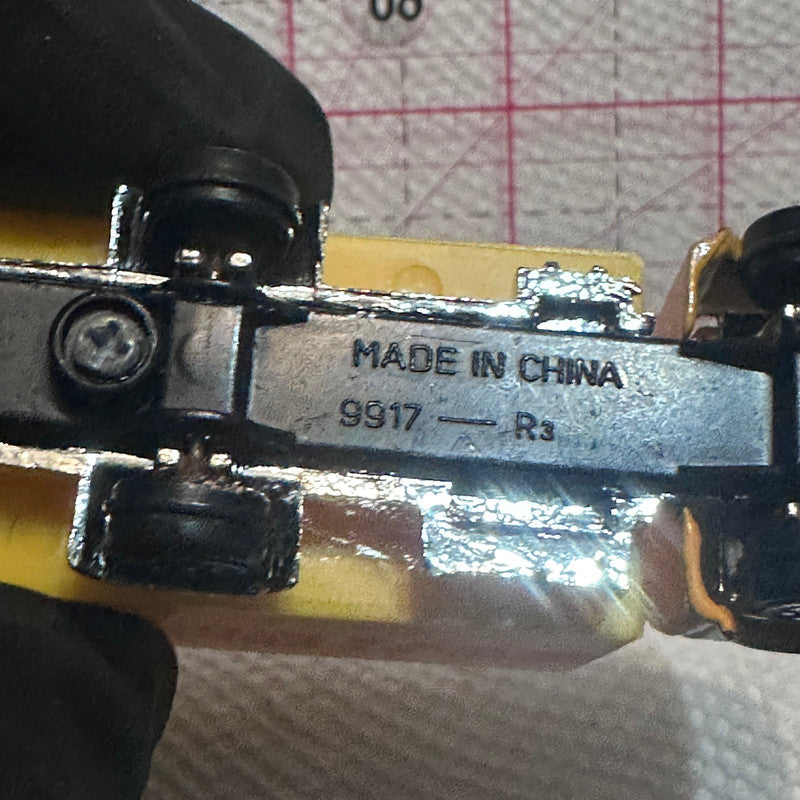 MADE IN CHINA
9917 — R3